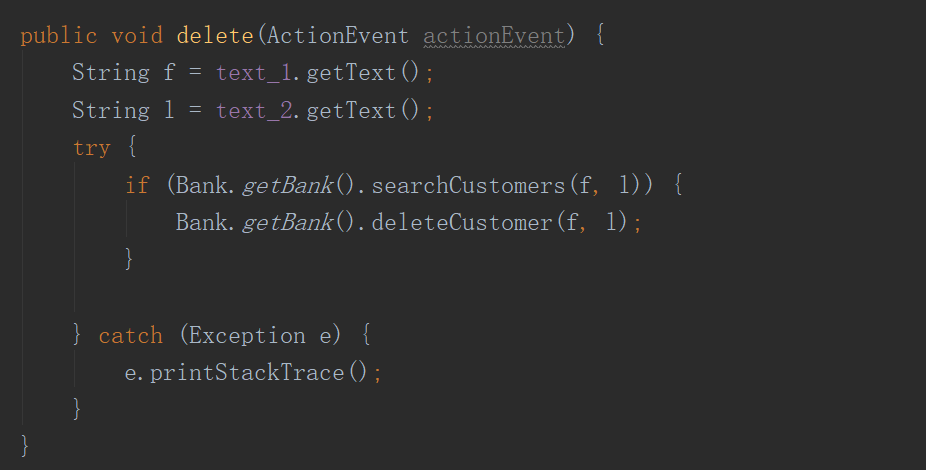 public void delete(ActionEvent actionEvent) {
    String f = text_1.getText();
    String l = text_2.getText();
    try {
        if (Bank.getBank().searchCustomers(f, l)) {
            Bank.getBank().deleteCustomer(f, l);
        }

    } catch (Exception e) {
        e.printStackTrace();
    }
}